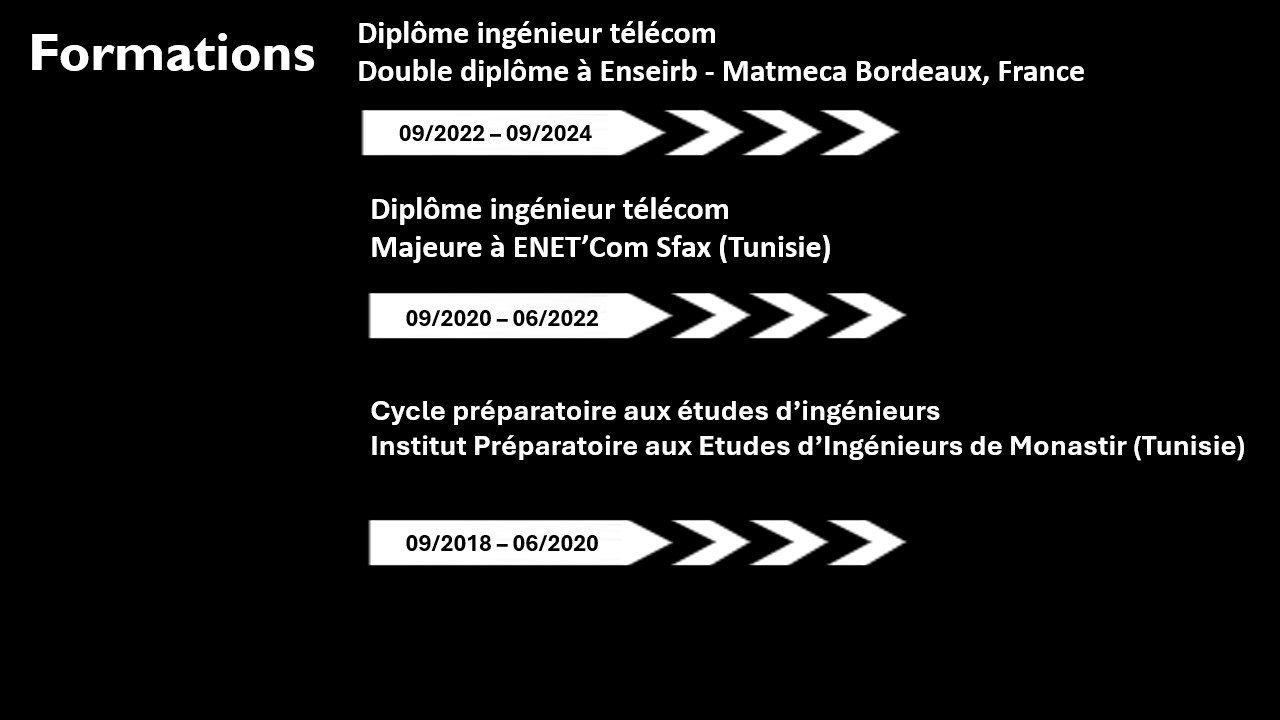 Formations
Diplôme ingénieur télécom
Double diplôme à Enseirb - Matmeca Bordeaux, France
09/2022 – 09/2024
Diplôme ingénieur télécom
Majeure à ENET’Com Sfax (Tunisie)
09/2020 – 06/2022
Cycle préparatoire aux études d’ingénieurs
Institut Préparatoire aux Etudes d’Ingénieurs de Monastir (Tunisie)
09/2018 – 06/2020